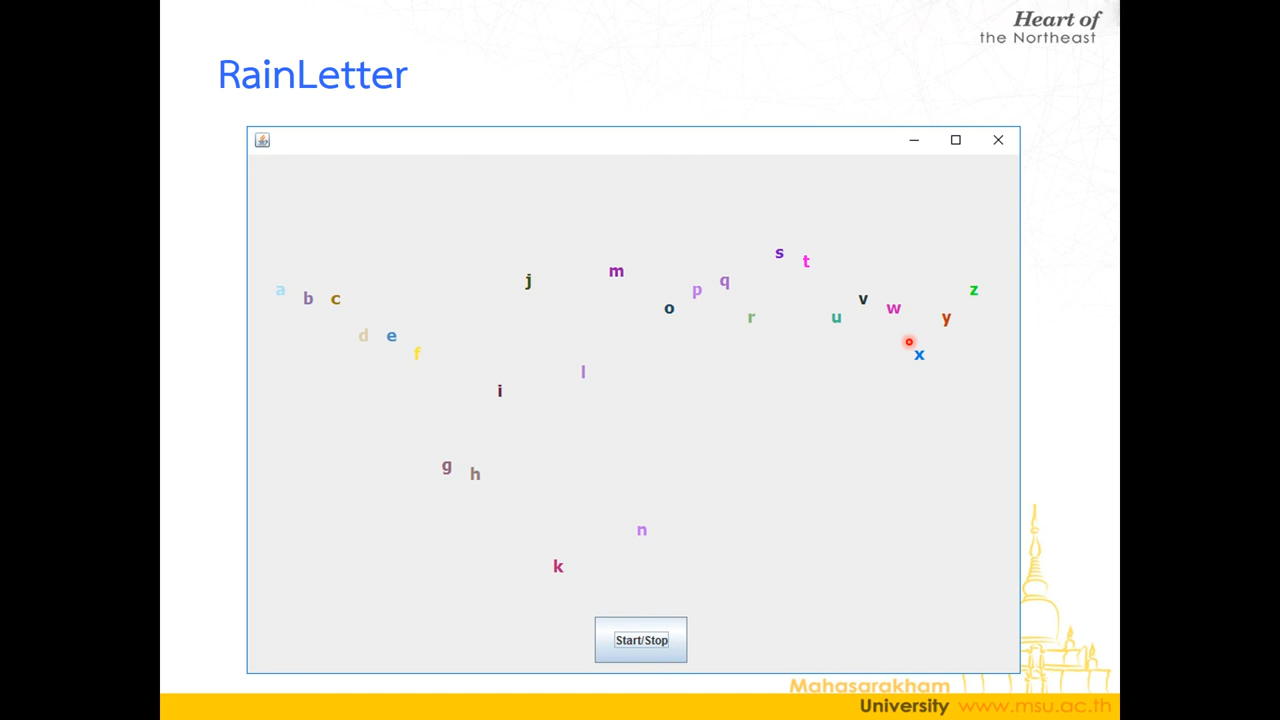 Heart of
the Northeast
RainLetter
s
t
j
m
q
a
p
z
b
c
v
o
w
r
u
y
d
e
f
x
l
i
g
h
n
k
Start/Stop
Mahasarakham
University www.msu.ac.th